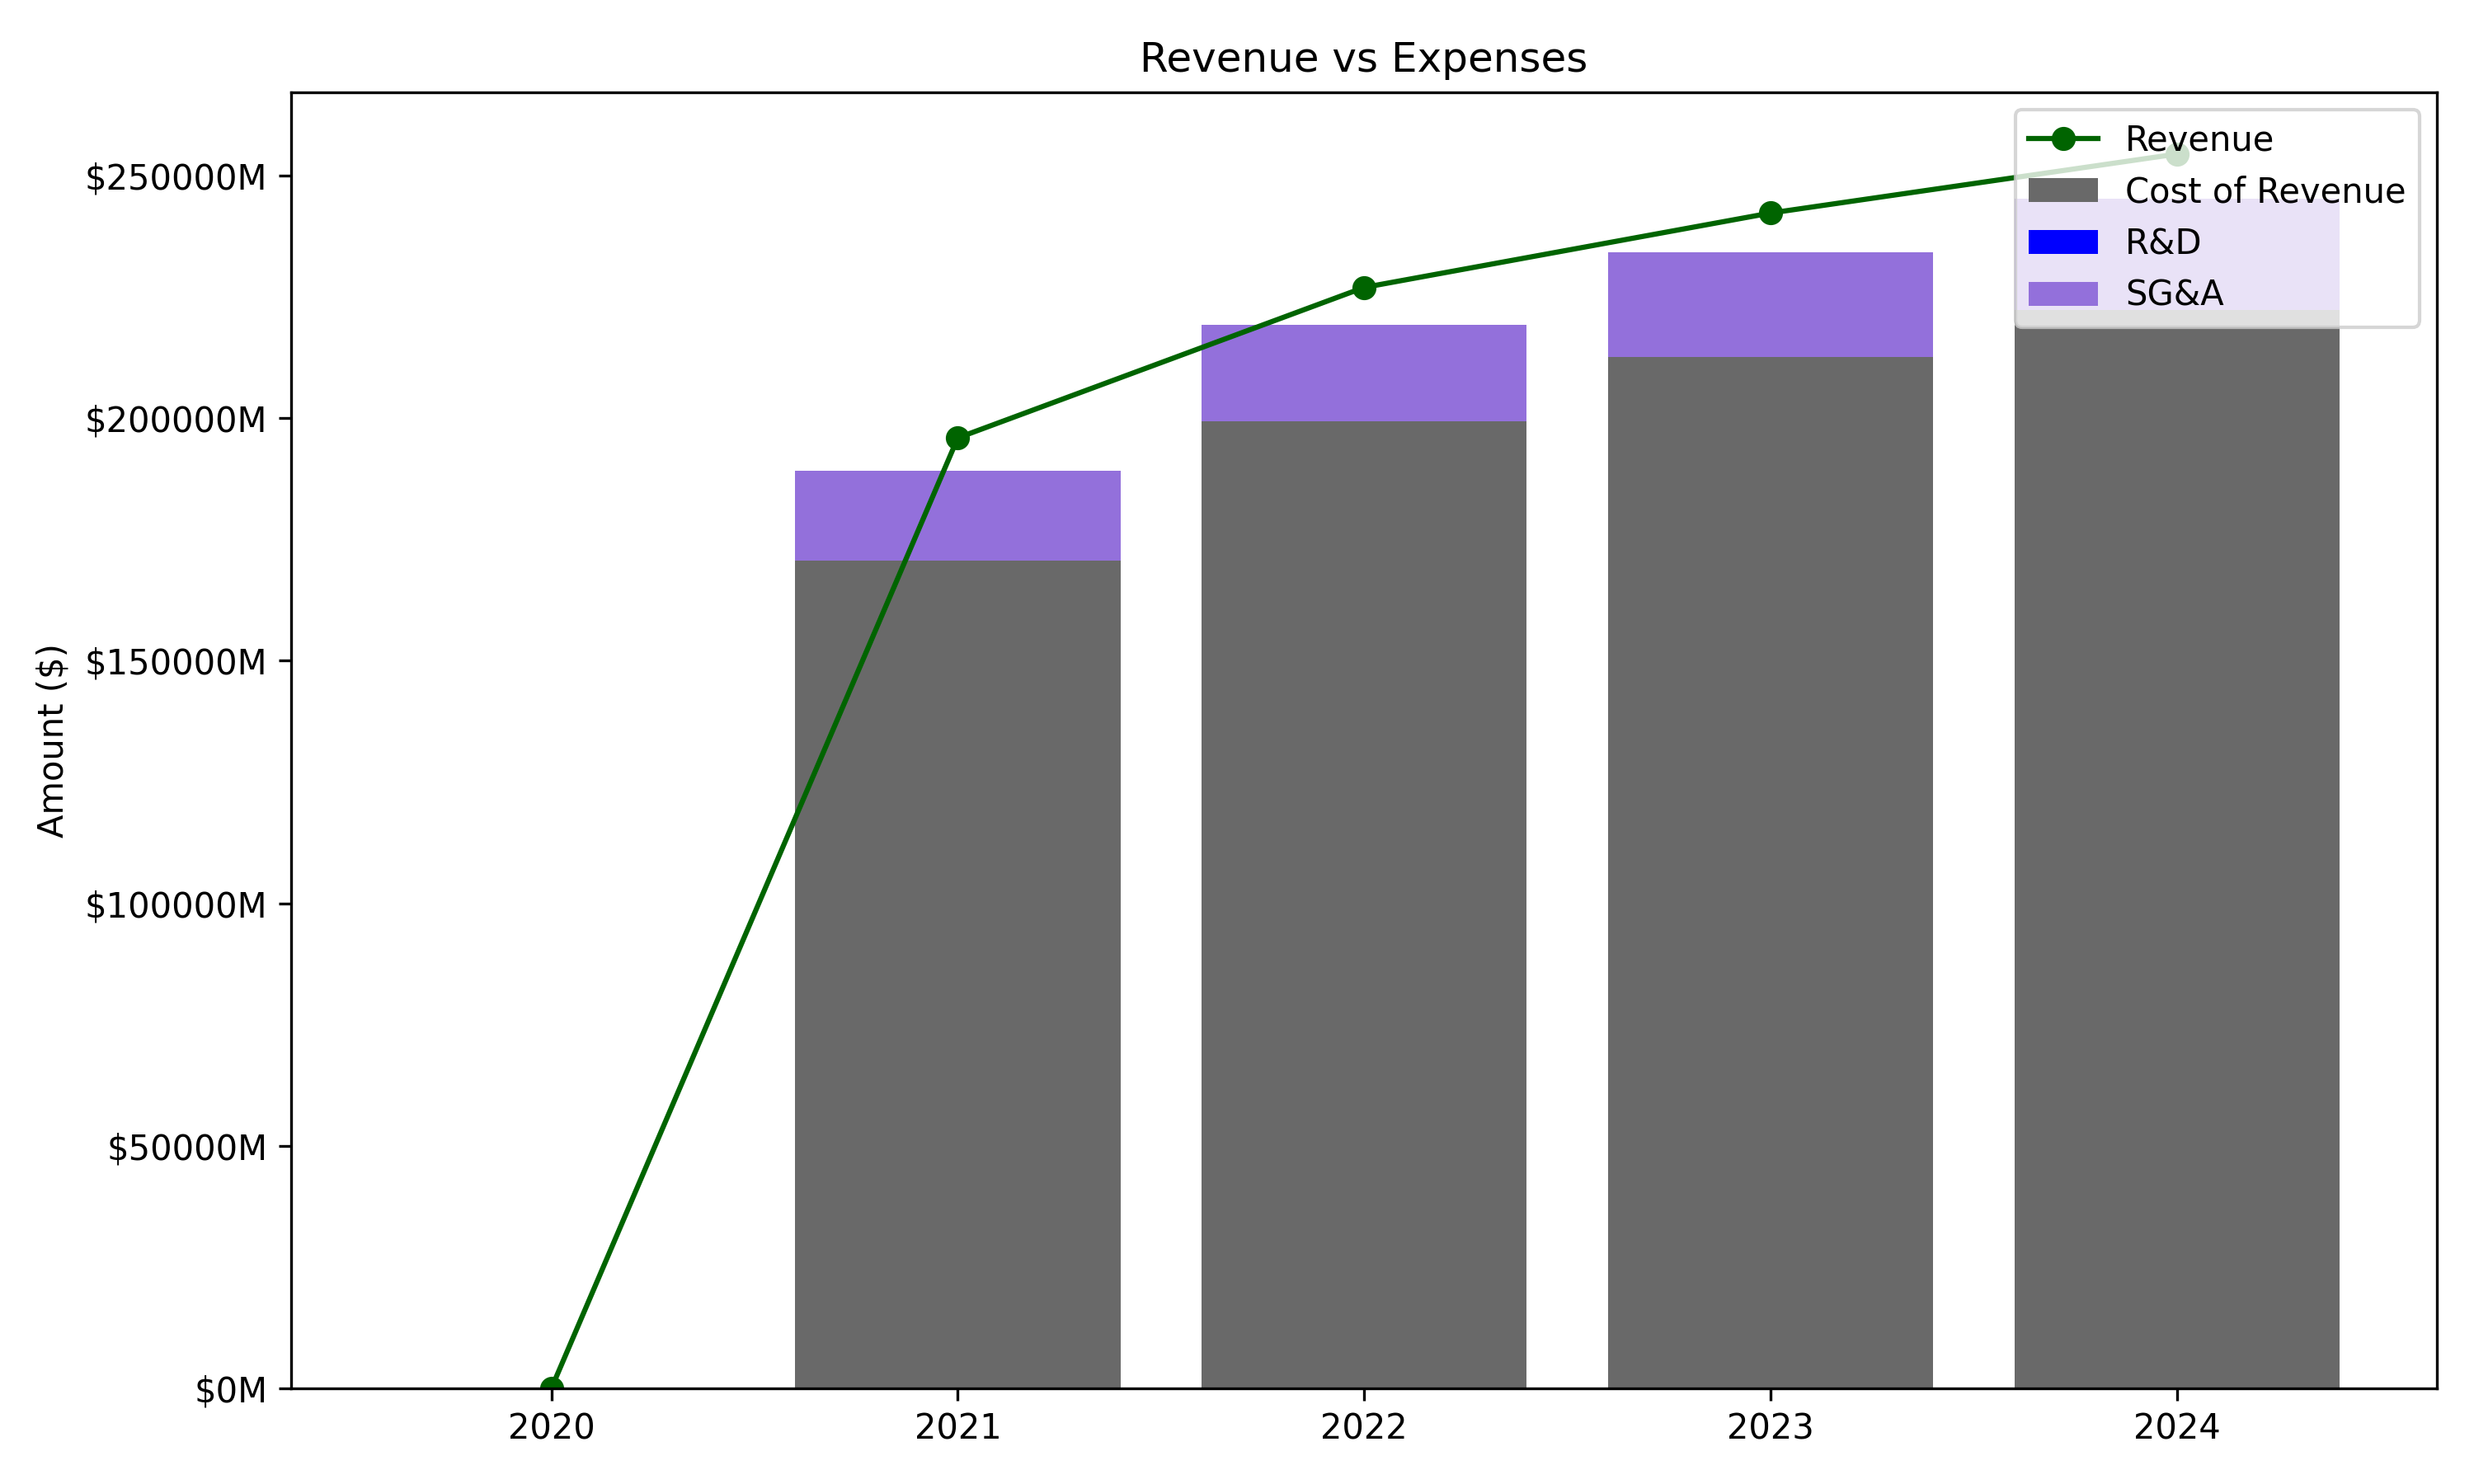 Revenue vs Expenses
Revenue
Cost of Revenue
R&D
SG&A
Amount ($)
$250000M
$200000M
$150000M
$100000M
$50000M
$0M
2020 2021 2022 2023 2024